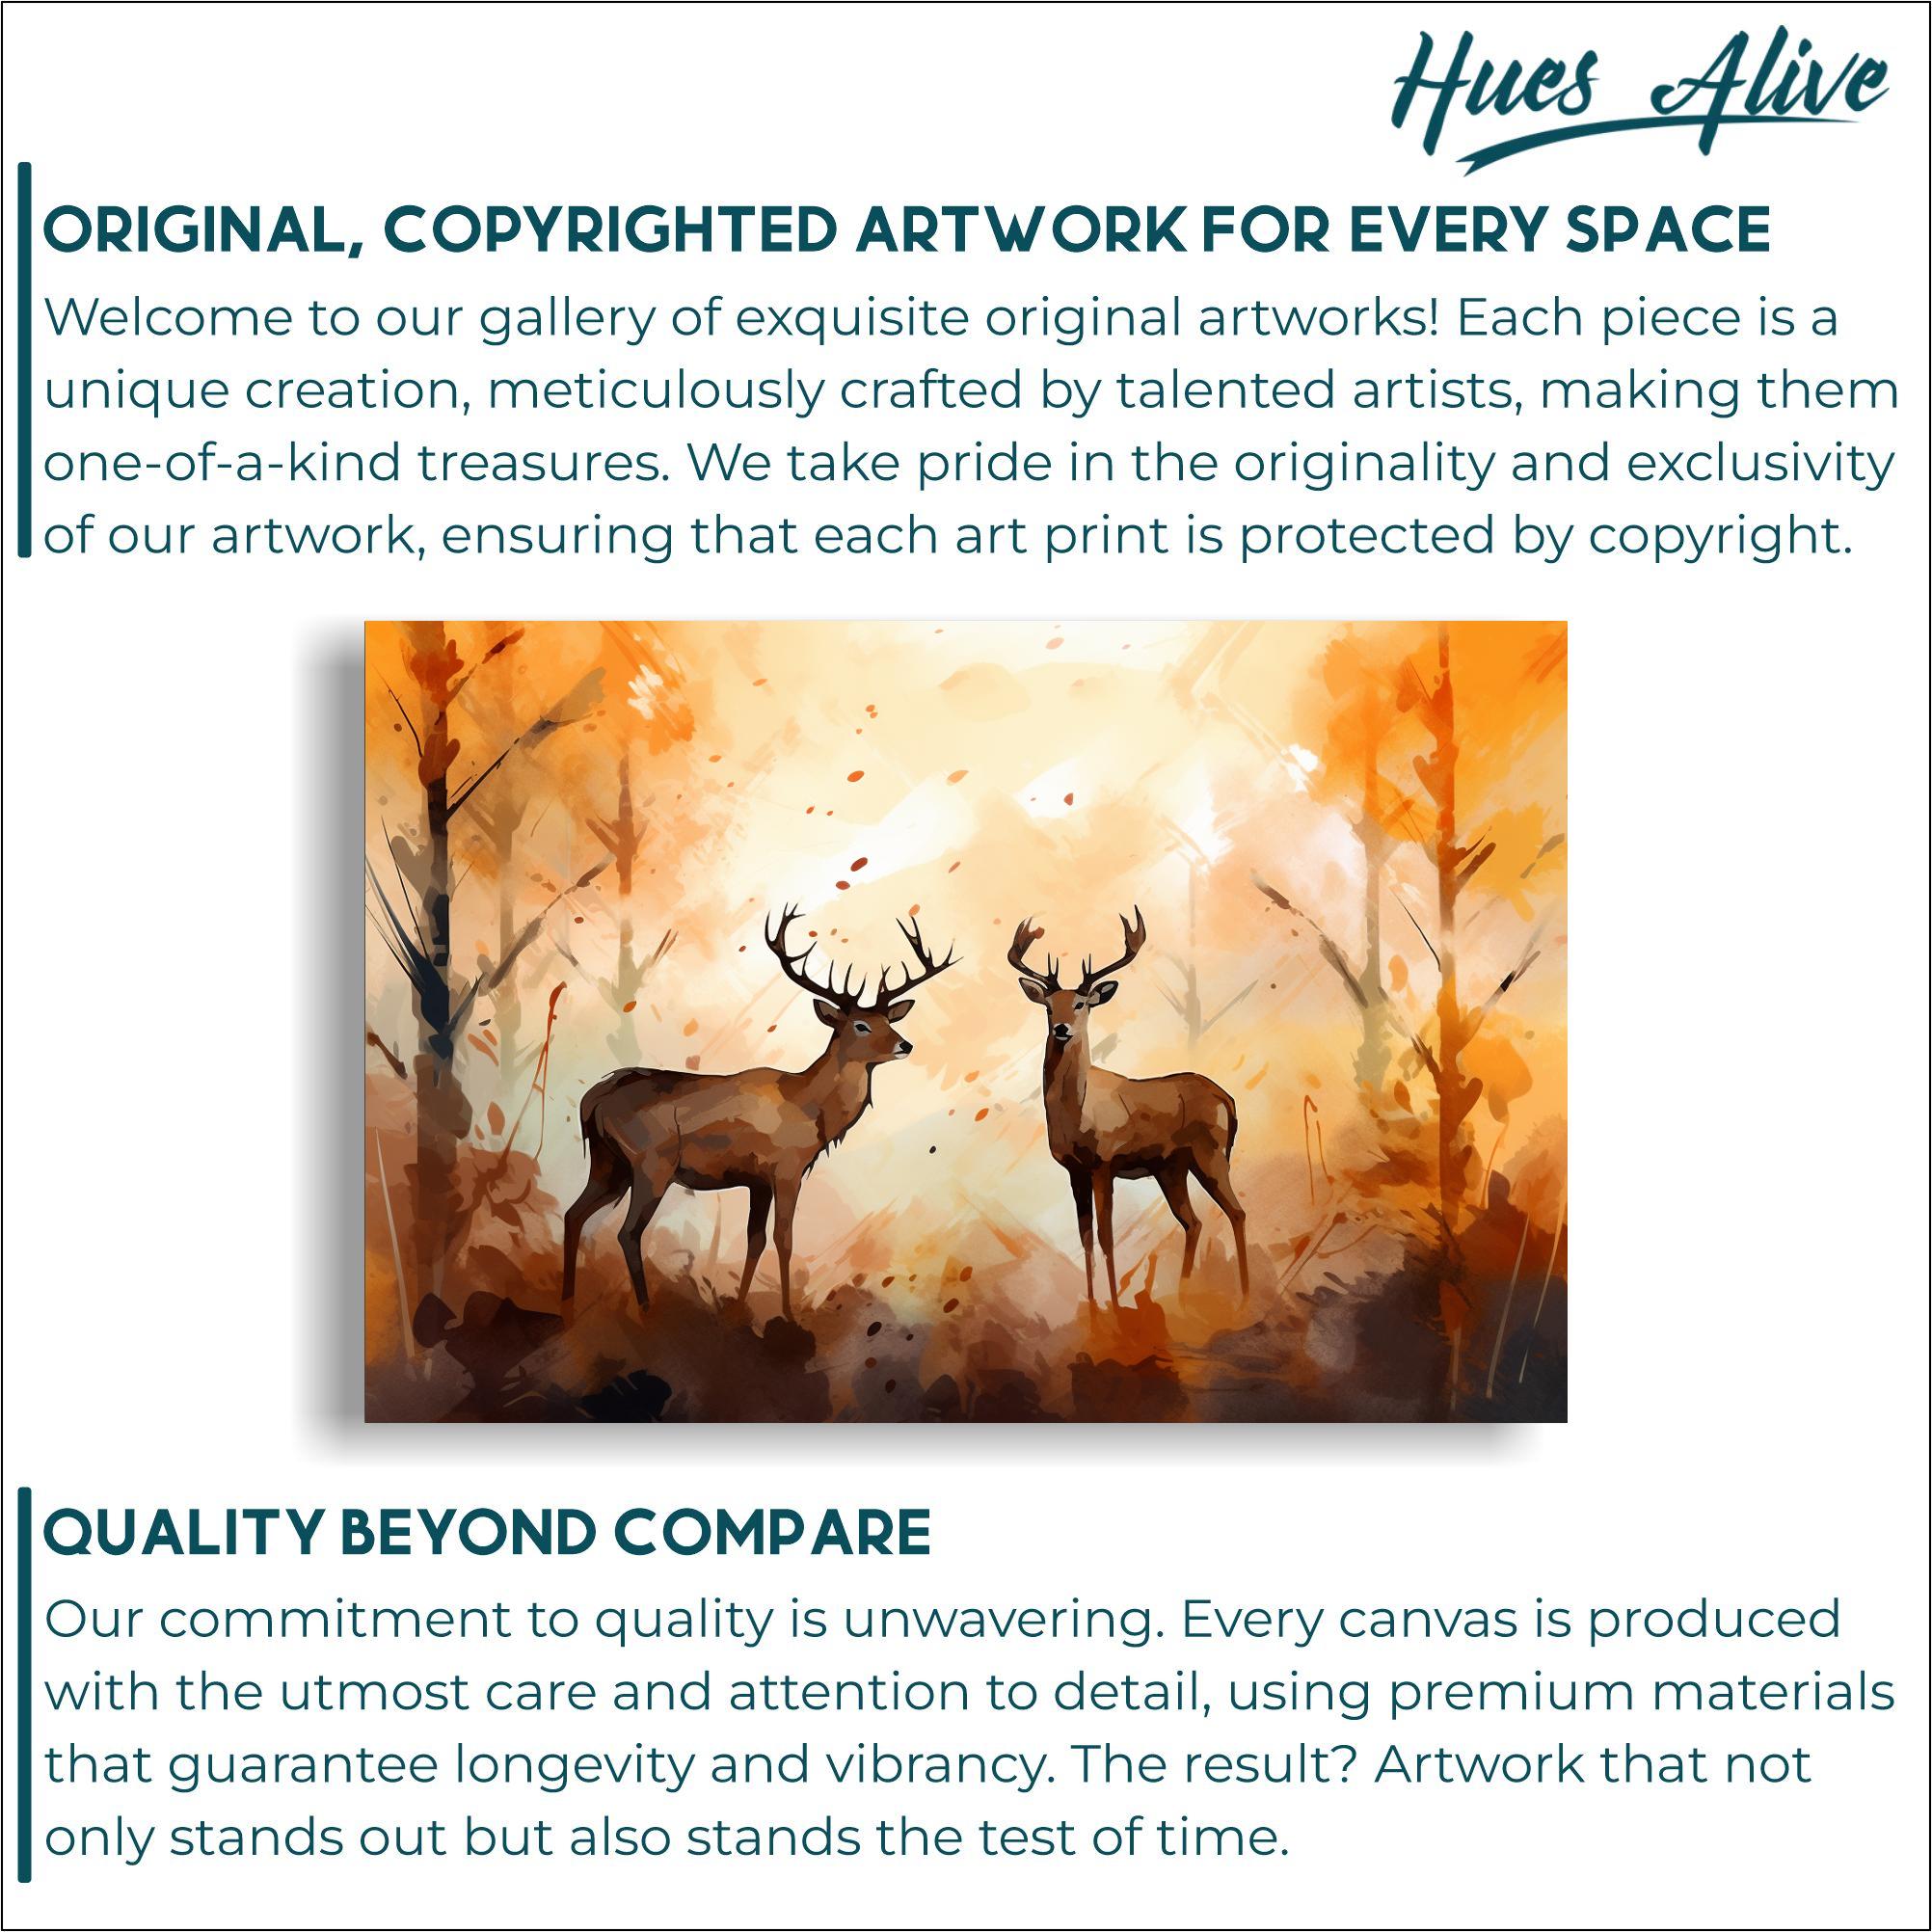 Hues Alive
ORIGINAL, COPYRIGHTED ARTWORK FOR EVERY SPACE
Welcome to our gallery of exquisite original artworks! Each piece is a
unique creation, meticulously crafted by talented artists, making them
one-of-a-kind treasures. We take pride in the originality and exclusivity
of our artwork, ensuring that each art print is protected by copyright.
QUALITY BEYOND COMPARE
Our commitment to quality is unwavering. Every canvas is produced
with the utmost care and attention to detail, using premium materials
that guarantee longevity and vibrancy. The result? Artwork that not
only stands out but also stands the test of time.